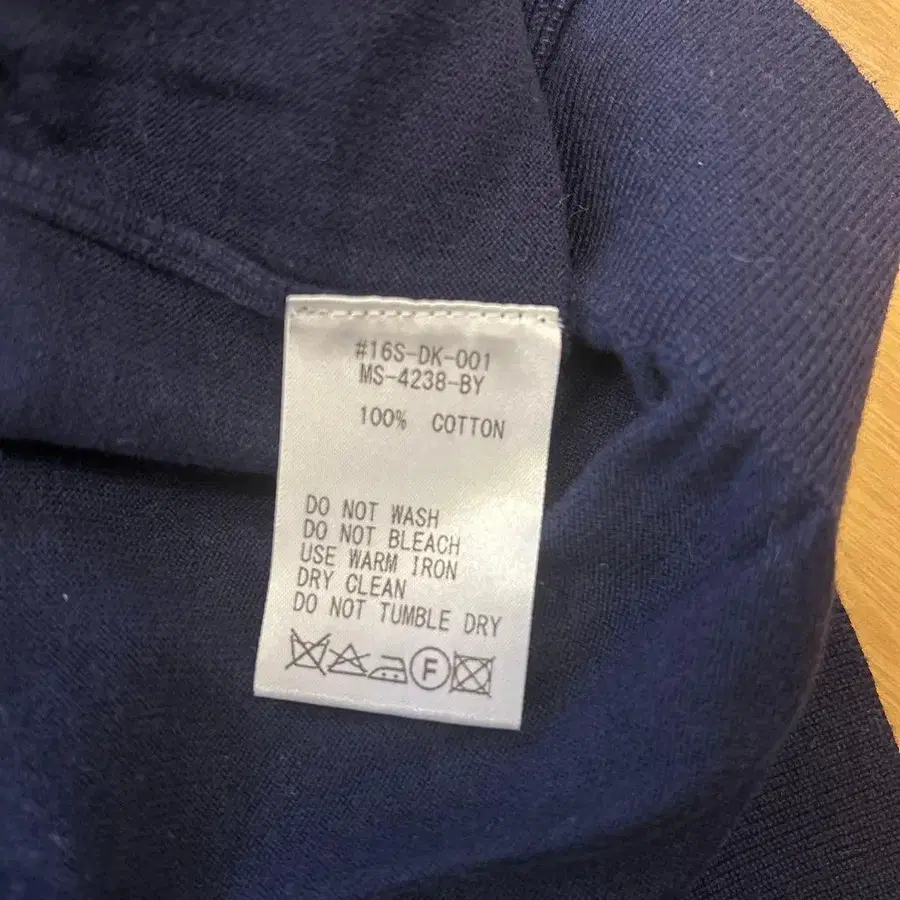 #16S-DK-001
MS-4238-BY
100% COTTON
DO NOT WASH
DO NOT BLEACH
USE WARM IRON
DRY CLEAN
DO NOT TUMBLE DRY
F